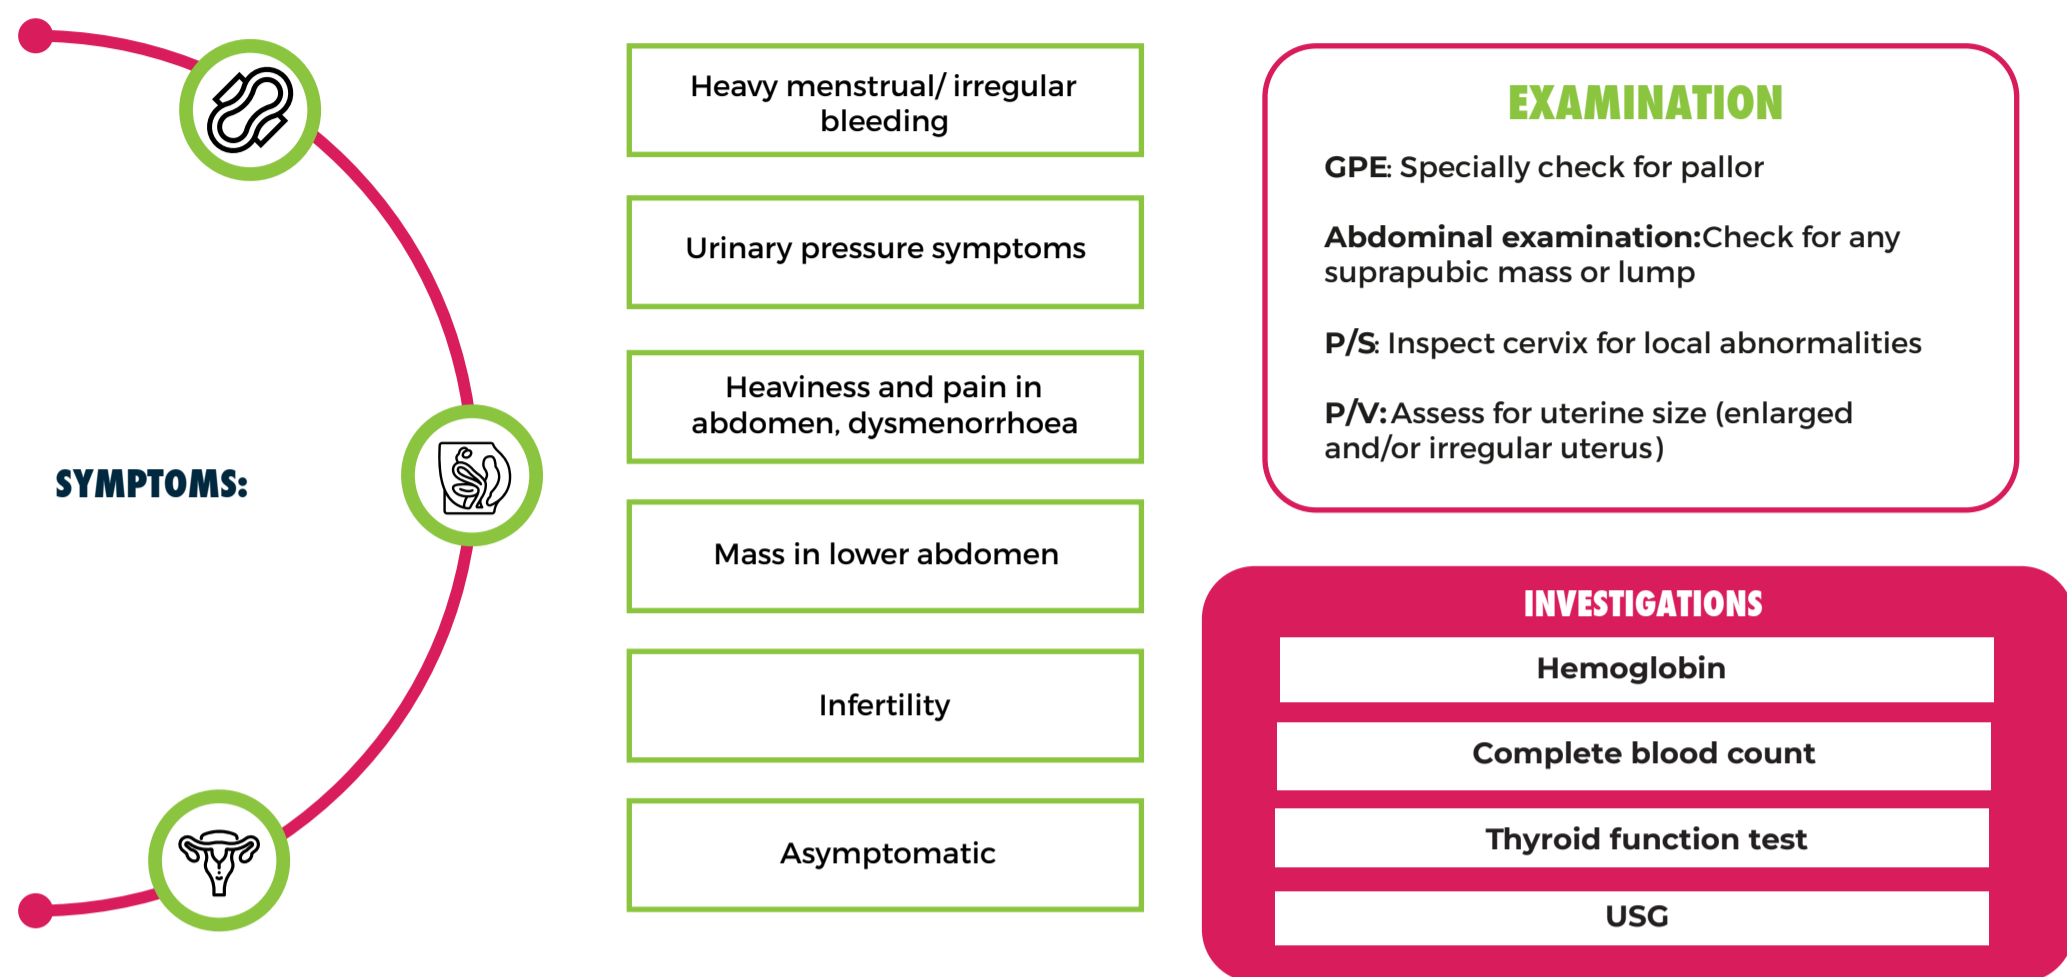 SYMPTOMS:
Heavy menstrual/ irregular
bleeding
Urinary pressure symptoms
Heaviness and pain in
abdomen, dysmenorrhoea
Mass in lower abdomen
Infertility
Asymptomatic
EXAMINATION
GPE: Specially check for pallor
Abdominal examination:Check for any
suprapubic mass or lump
P/S: Inspect cervix for local abnormalities
P/V: Assess for uterine size (enlarged
and/or irregular uterus)
INVESTIGATIONS
Hemoglobin
Complete blood count
Thyroid function test
USG